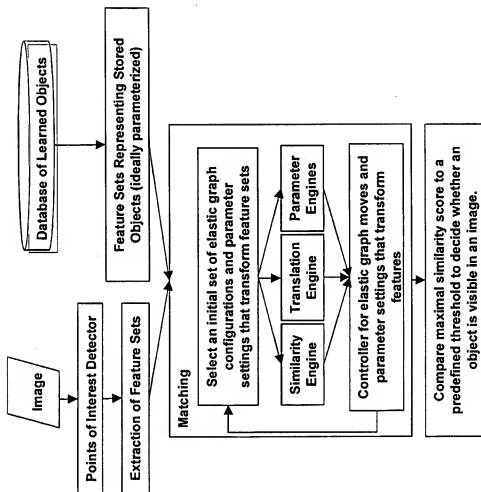 Image
Points of Interest Detector
Extraction of Feature Sets
Database of Learned Objects
Feature Sets Representing Stored
Objects (ideally parameterized)
Matching
Select an initial set of elastic graph
configurations and parameter
settings that transform feature sets
Similarity
Engine
Translation
Engine
Parameter
Engines
Controller for elastic graph moves and
parameter settings that transform
features
Compare maximal similarity score to a
predefined threshold to decide whether an
object is visible in an image.